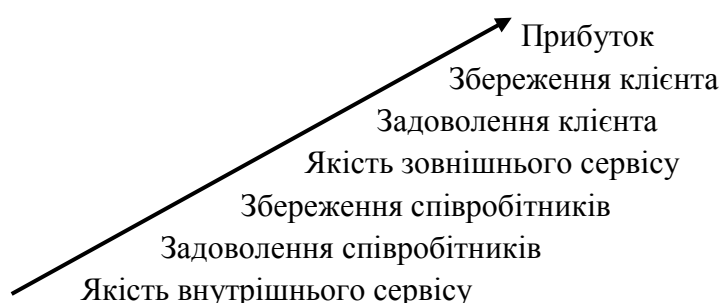 Прибуток
Збереження клієнта
Задоволення клієнта
Якість зовнішнього сервісу
Збереження співробітників
Задоволення співробітників
Якість внутрішнього сервісу